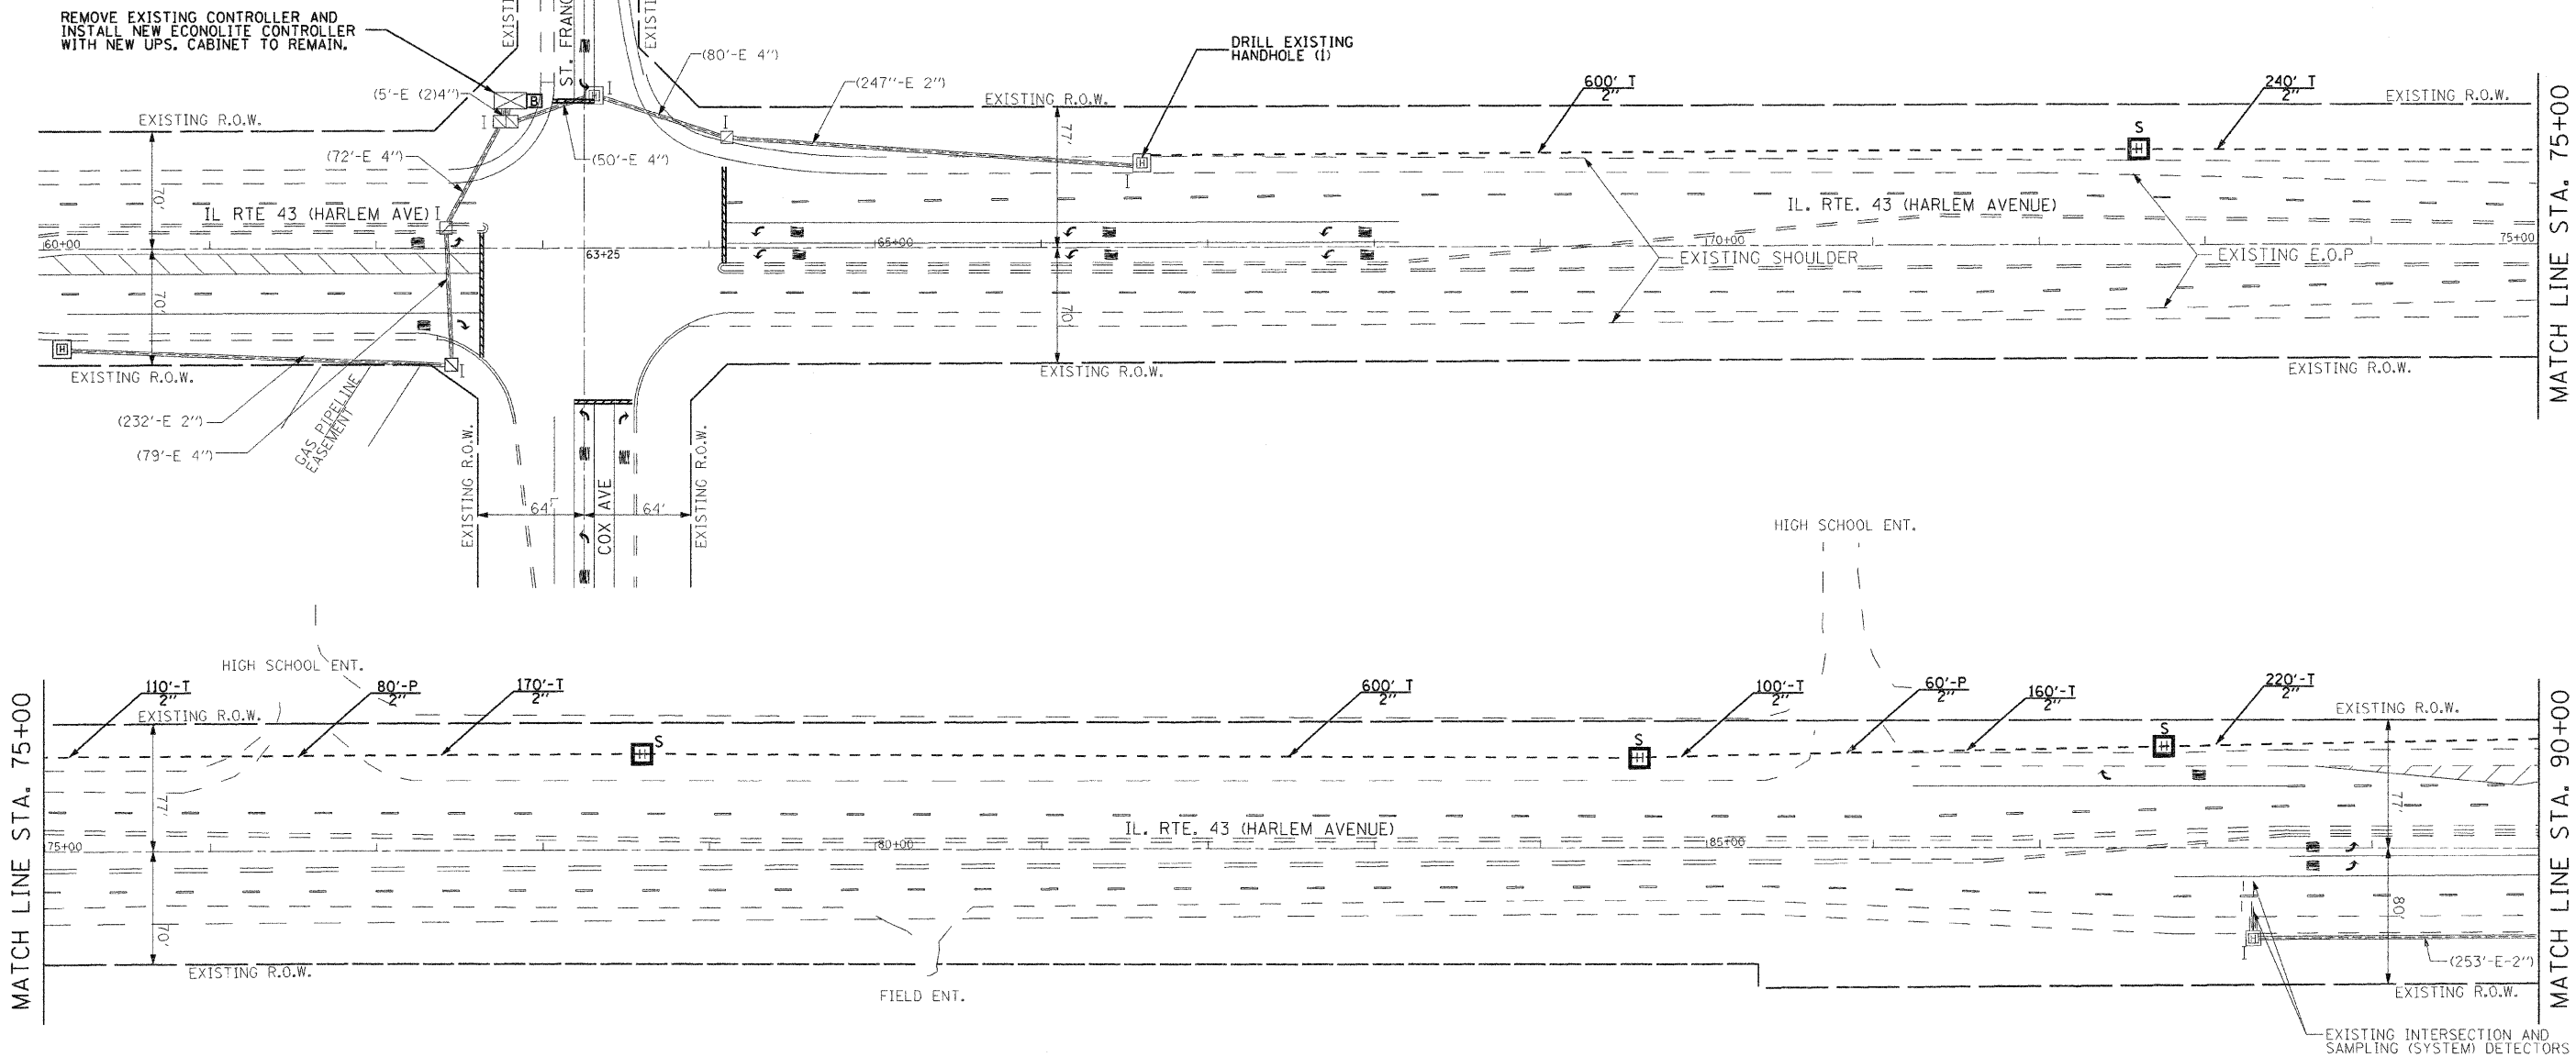 REMOVE EXISTING CONTROLLER AND
INSTALL NEW ECONOLITE CONTROLLER
WITH NEW UPS. CABINET TO REMAIN.
ST. FRANC
(80'-E 4")
(247"-E 2")
DRILL EXISTING
HANDHOLE (1)
600' T
2"
240' T
2"
EXISTING R.O.W.
EXISTING R.O.W.
EXISTING R.O.W.
(5'-E (2)4")
B
I
I
I
H
(72'-E 4")
(50'-E 4")
77'
H
I
S
H
70'
IL RTE 43 (HARLEM AVE)
I
IL. RTE. 43 (HARLEM AVENUE)
60+00
63+25
65+00
70+00
75+00
EXISTING SHOULDER
EXISTING E.O.P
70'
70'
H
I
EXISTING R.O.W.
EXISTING R.O.W.
EXISTING R.O.W.
(232'-E 2")
(79'-E 4")
GAS PIPELINE
EASEMENT
EXISTING R.O.W.
64'
64'
COX AVE
EXISTING R.O.W.
MATCH LINE STA. 75+00
HIGH SCHOOL ENT.
HIGH SCHOOL ENT.
MATCH LINE STA. 75+00
110'-T
2"
80'-P
2"
170'-T
2"
600' T
2"
100'-T
2"
60'-P
2"
160'-T
2"
220'-T
2"
EXISTING R.O.W.
EXISTING R.O.W.
H
S
S
H
S
H
77'
77'
IL. RTE. 43 (HARLEM AVENUE)
75+00
80+00
85+00
70'
80'
H
I
(253'-E-2")
EXISTING R.O.W.
FIELD ENT.
EXISTING R.O.W.
MATCH LINE STA. 90+00
EXISTING INTERSECTION AND
SAMPLING (SYSTEM) DETECTORS